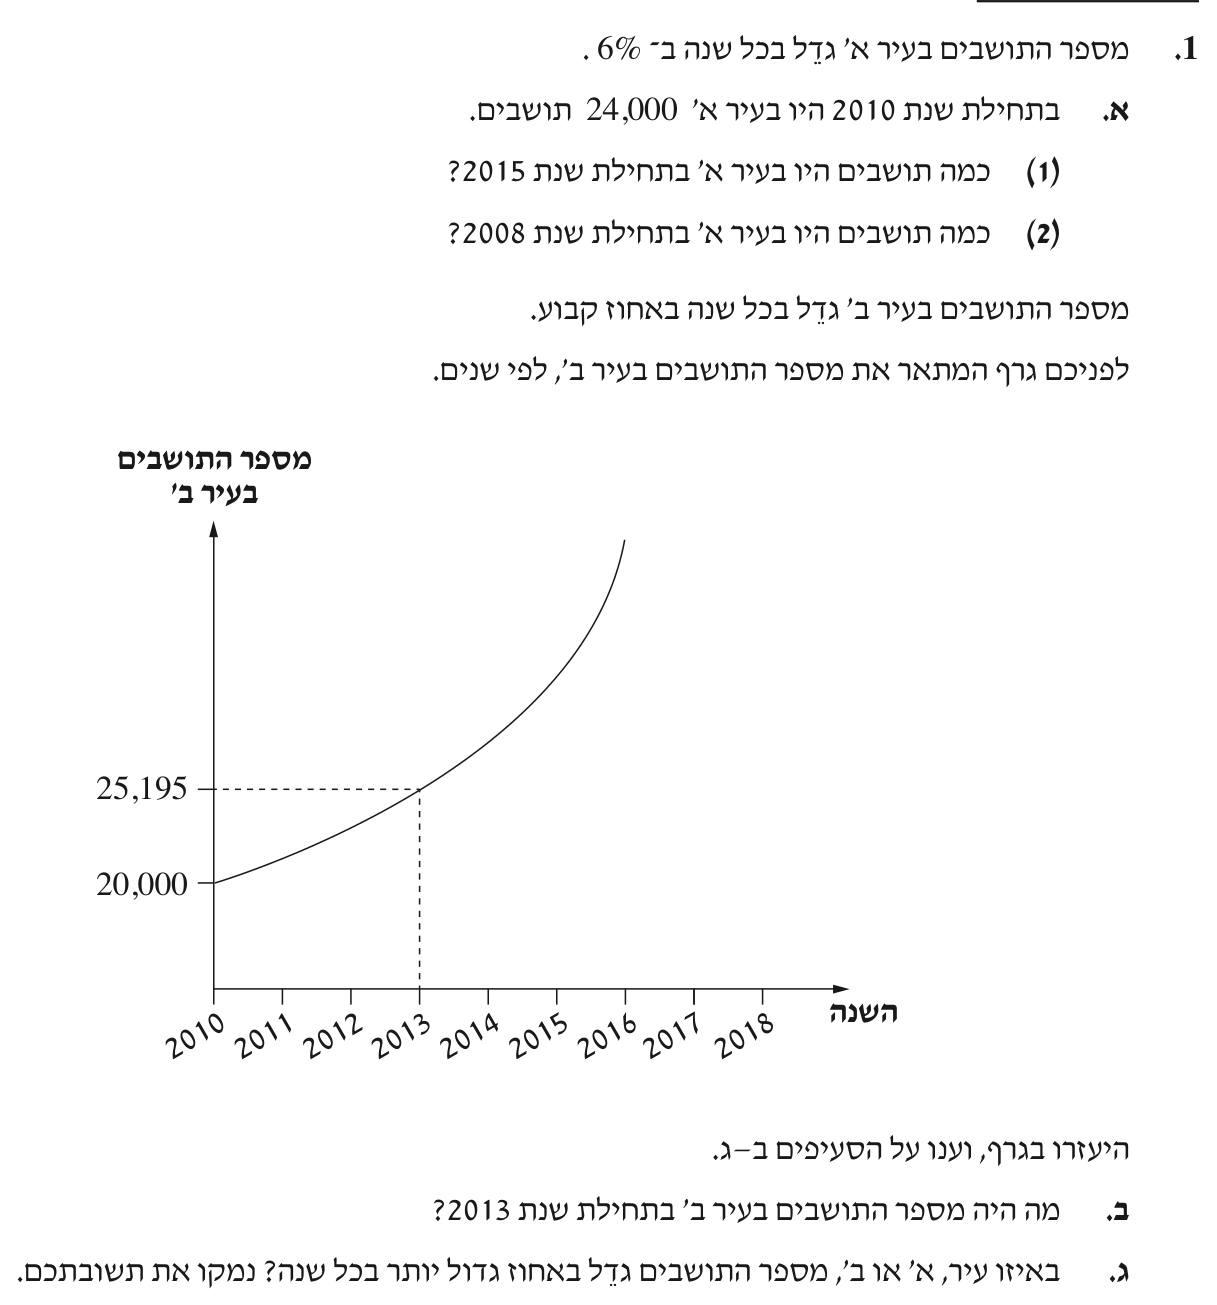 1. מספר התושבים בעיר א' גדֵל בכל שנה ב־ 6% .
א. בתחילת שנת 2010 היו בעיר א' 24,000 תושבים.
(1) כמה תושבים היו בעיר א' בתחילת שנת 2015?
(2) כמה תושבים היו בעיר א' בתחילת שנת 2008?
מספר התושבים בעיר ב' גדֵל בכל שנה באחוז קבוע.
לפניכם גרף המתאר את מספר התושבים בעיר ב', לפי שנים.
מספר התושבים
בעיר ב'
25,195
20,000
2010 2011 2012 2013 2014 2015 2016 2017 2018
השנה
היעזרו בגרף, וענו על הסעיפים ב–ג.
ב. מה היה מספר התושבים בעיר ב' בתחילת שנת 2013?
ג. באיזו עיר, א' או ב', מספר התושבים גדֵל באחוז גדול יותר בכל שנה? נמקו את תשובתכם.